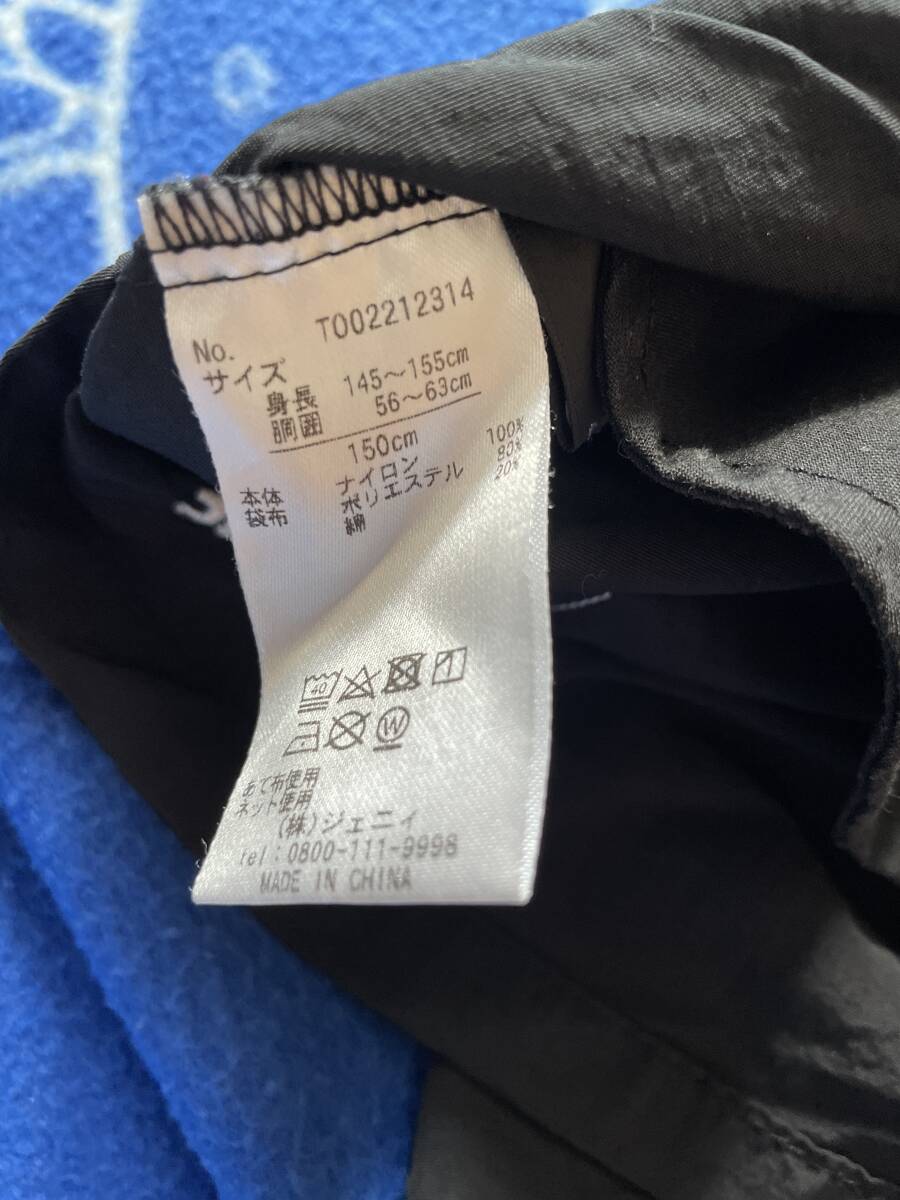 No. T002212314
サイズ
身長 145～155cm
胴囲 56～63cm
150cm
本体 ナイロン 100%
袋布 ポリエステル 80%
綿 20%
40
W
あて布使用
ネット使用
(株)ジェニィ
tel:0800-111-9998
MADE IN CHINA